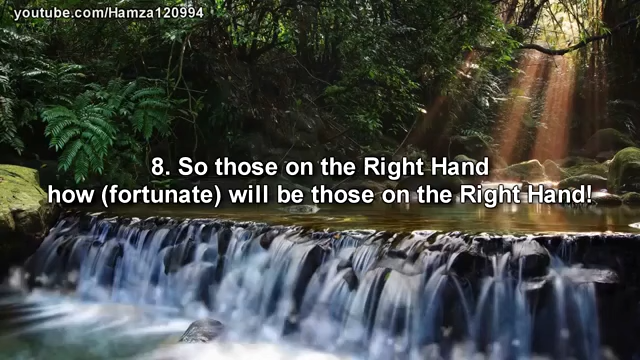 youtube.com/Hamza120994
8. So those on the Right Hand
how (fortunate) will be those on the Right Hand!